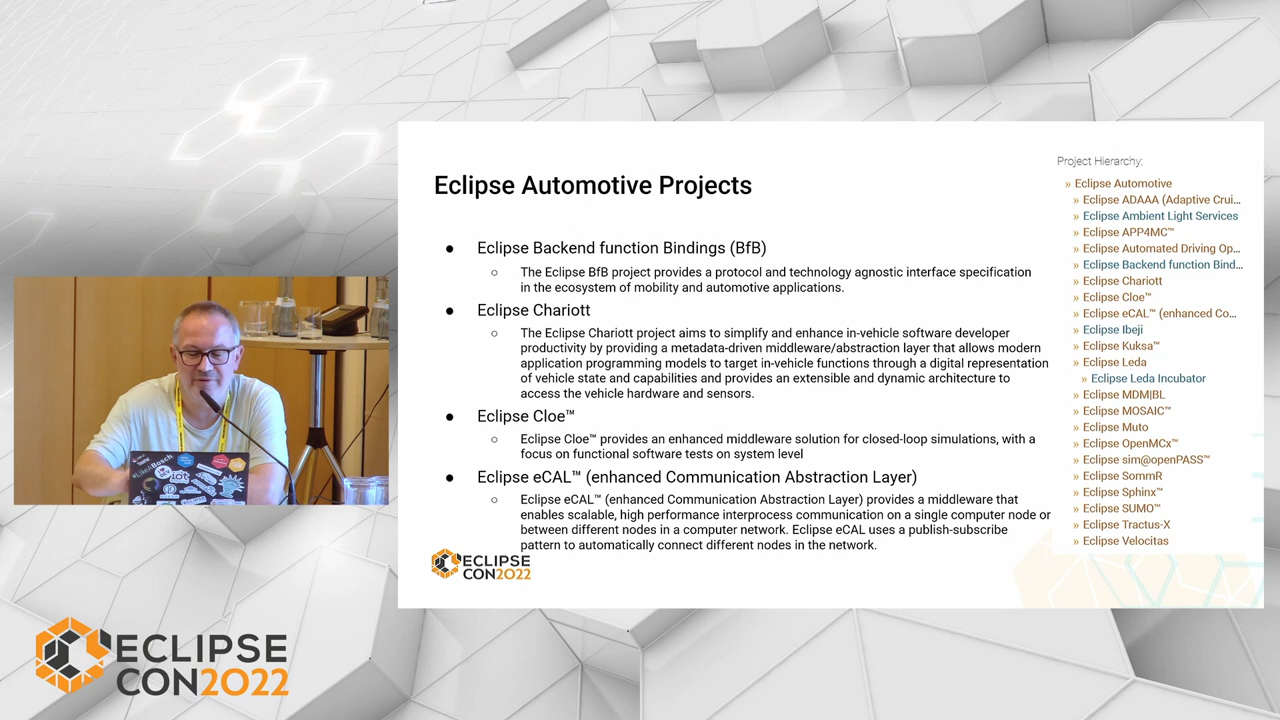 Eclipse Automotive Projects
● Eclipse Backend function Bindings (BfB)
○ The Eclipse BfB project provides a protocol and technology agnostic interface specification
in the ecosystem of mobility and automotive applications.
● Eclipse Chariott
○ The Eclipse Chariott project aims to simplify and enhance in-vehicle software developer
productivity by providing a metadata-driven middleware/abstraction layer that allows modern
application programming models to target in-vehicle functions through a digital representation
of vehicle state and capabilities and provides an extensible and dynamic architecture to
access the vehicle hardware and sensors.
● Eclipse Cloe™
○ Eclipse Cloe™ provides an enhanced middleware solution for closed-loop simulations, with a
focus on functional software tests on system level
● Eclipse eCAL™ (enhanced Communication Abstraction Layer)
○ Eclipse eCAL™ (enhanced Communication Abstraction Layer) provides a middleware that
enables scalable, high performance interprocess communication on a single computer node or
between different nodes in a computer network. Eclipse eCAL uses a publish-subscribe
pattern to automatically connect different nodes in the network.
ECLIPSE
CON2022
Project Hierarchy:
» Eclipse Automotive
» Eclipse ADAAA (Adaptive Crui...
» Eclipse Ambient Light Services
» Eclipse APP4MC™
» Eclipse Automated Driving Op...
» Eclipse Backend function Bind...
» Eclipse Chariott
» Eclipse Cloe™
» Eclipse eCAL™ (enhanced Co...
» Eclipse Ibeji
» Eclipse Kuksa™
» Eclipse Leda
» Eclipse Leda Incubator
» Eclipse MDM|BL
» Eclipse MOSAIC™
» Eclipse Muto
» Eclipse OpenMCx™
» Eclipse sim@openPASS™
» Eclipse SommR
» Eclipse Sphinx™
» Eclipse SUMO™
» Eclipse Tractus-X
» Eclipse Velocitas
#LikeABosch
IoT
ECLIPSE
CON2022